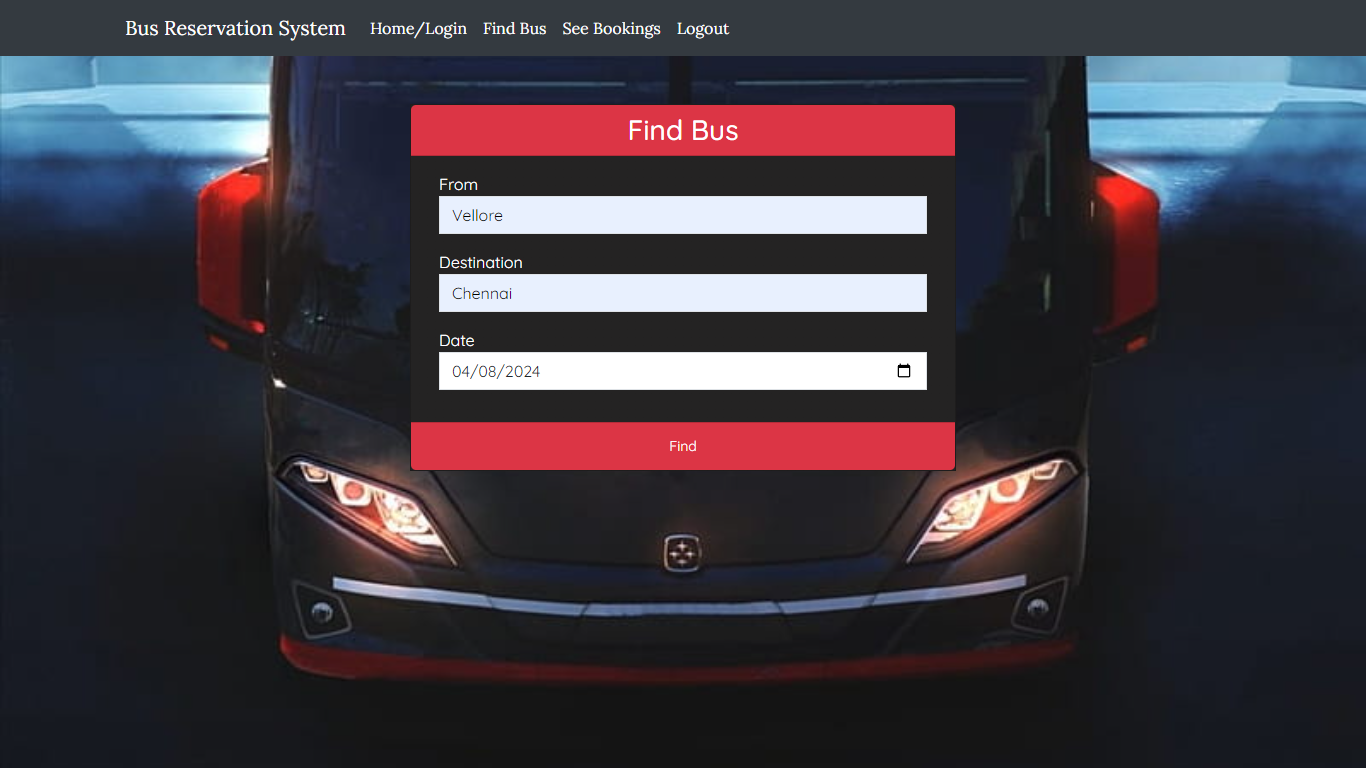 Bus Reservation System Home/Login Find Bus See Bookings Logout
Find Bus
From
Vellore
Destination
Chennai
Date
04/08/2024
Find